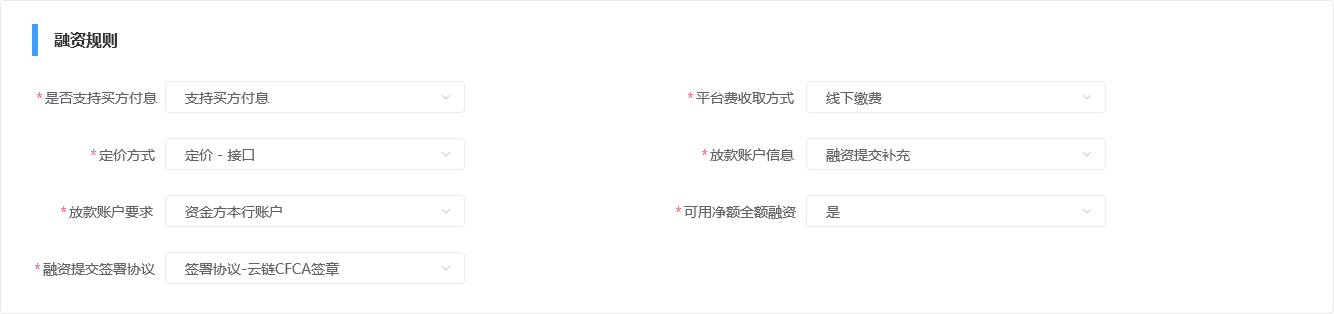 融资规则
*是否支持买方付息 支持买方付息 *平台费收取方式 线下缴费
*定价方式 定价 - 接口 *放款账户信息 融资提交补充
*放款账户要求 资金方本行账户 *可用净额全额融资 是
*融资提交签署协议 签署协议-云链CFCA签章